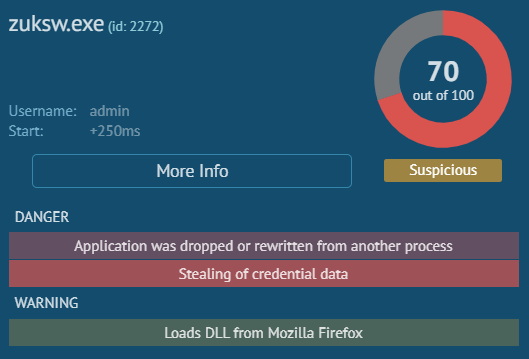 zuksw.exe (id: 2272)
70
out of 100
Username: admin
Start: +250ms
More Info
Suspicious
DANGER
Application was dropped or rewritten from another process
Stealing of credential data
WARNING
Loads DLL from Mozilla Firefox